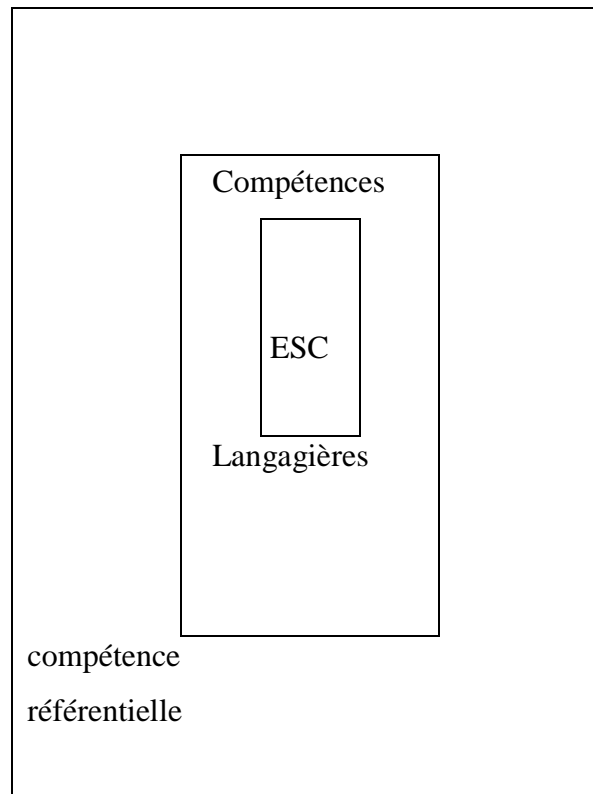 Compétences
ESC
Langagières
compétence
référentielle